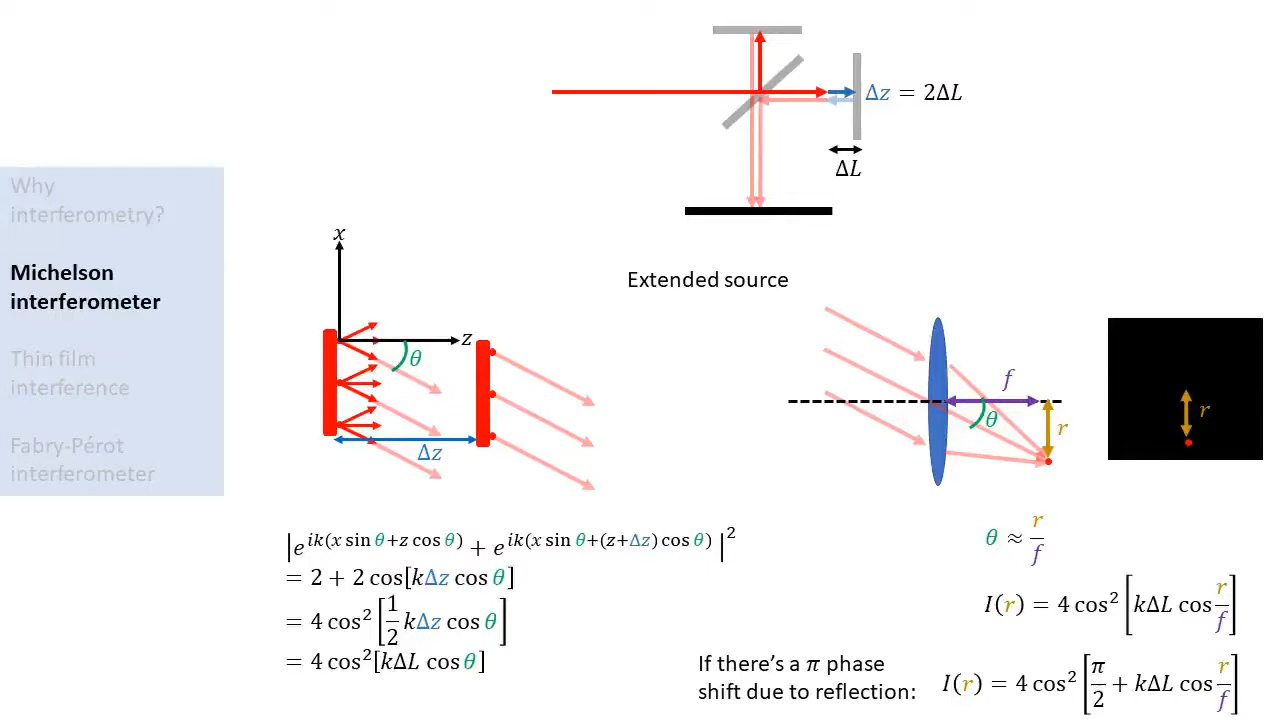 Δz = 2ΔL
ΔL
Why
interferometry?
Michelson
interferometer
Thin film
interference
Fabry-Pérot
interferometer
x
z
θ
Δz
Extended source
f
θ
r
r
|e^{ik(x sin θ+z cos θ)} + e^{ik(x sin θ+(z+Δz) cos θ)}|²
= 2 + 2 cos[kΔz cos θ]
= 4 cos²[1/2 kΔz cos θ]
= 4 cos²[kΔL cos θ]
θ ≈ r/f
I(r) = 4 cos²[kΔL cos r/f]
If there's a π phase
shift due to reflection:
I(r) = 4 cos²[π/2 + kΔL cos r/f]